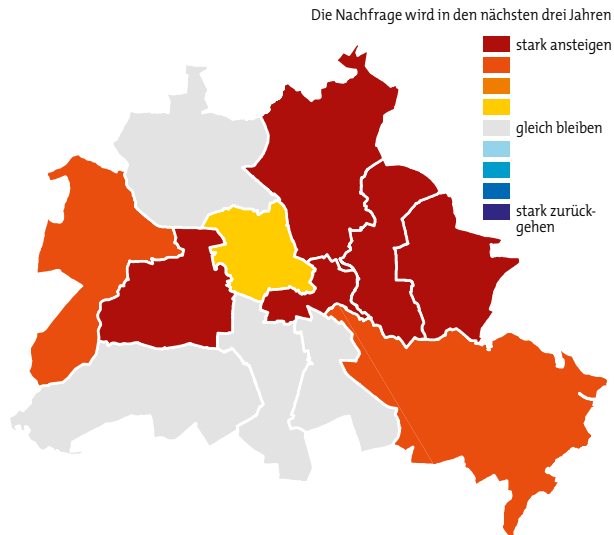 Die Nachfrage wird in den nächsten drei Jahren
stark ansteigen
gleich bleiben
stark zurück-
gehen